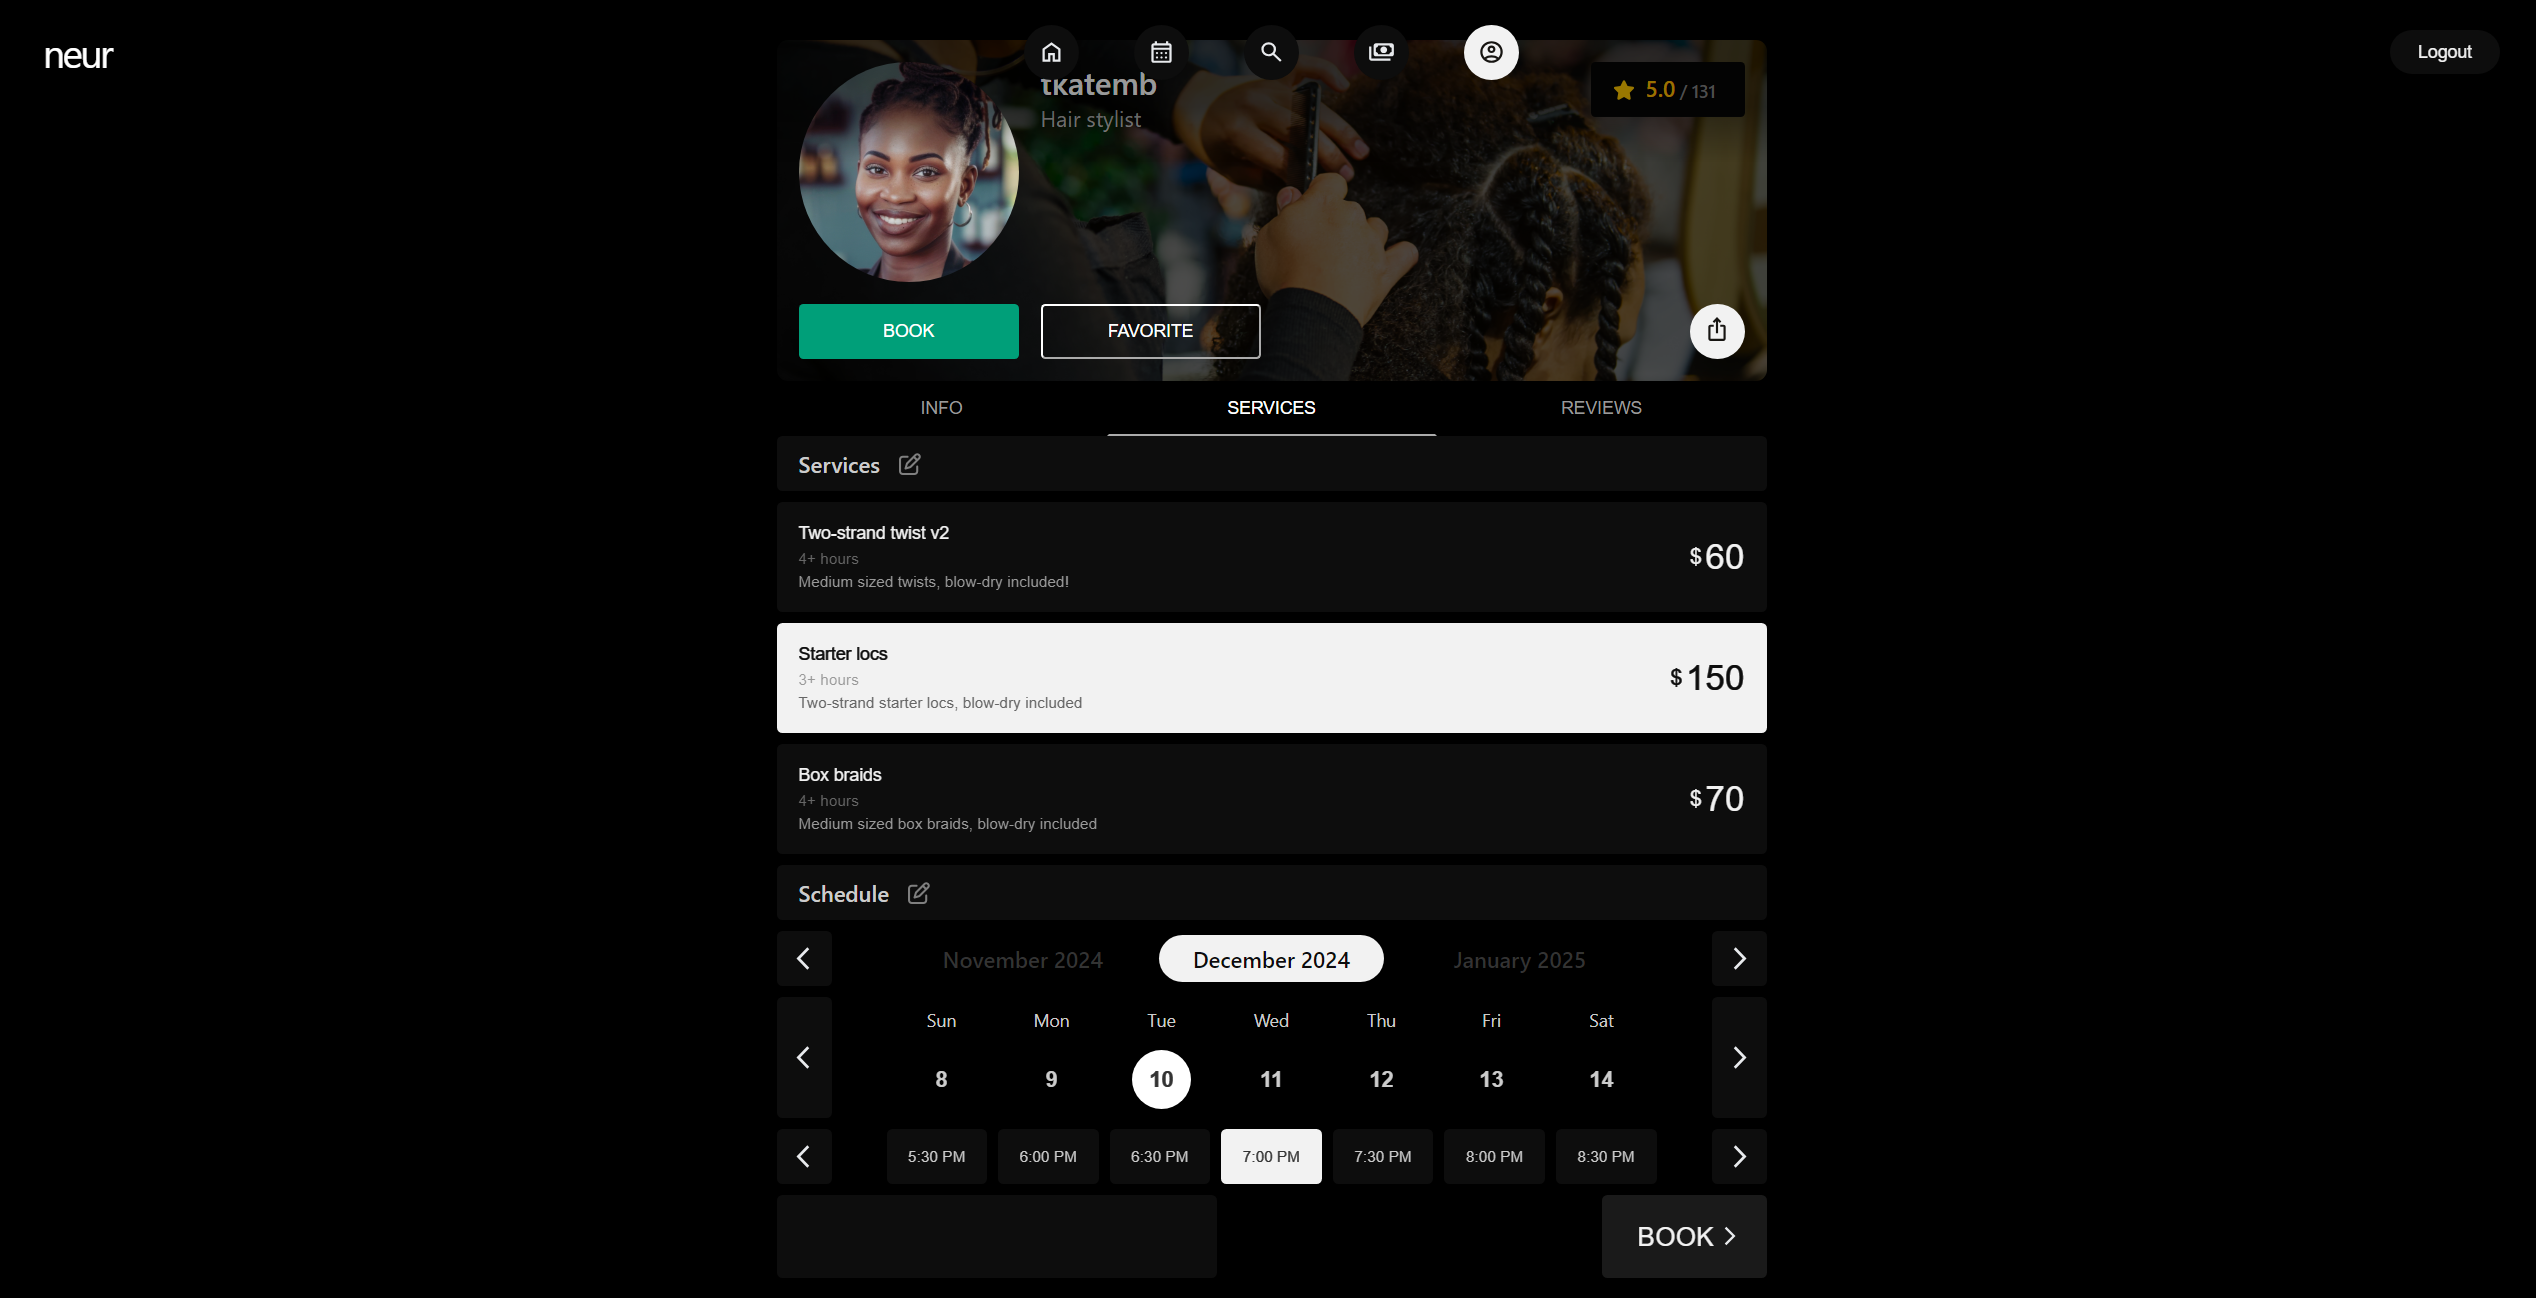 neur
Logout
tkatemb
Hair stylist
5.0 / 131
BOOK
FAVORITE
INFO
SERVICES
REVIEWS
Services
Two-strand twist v2
4+ hours
Medium sized twists, blow-dry included!
$60
Starter locs
3+ hours
Two-strand starter locs, blow-dry included
$150
Box braids
4+ hours
Medium sized box braids, blow-dry included
$70
Schedule
November 2024
December 2024
January 2025
Sun Mon Tue Wed Thu Fri Sat
8 9 10 11 12 13 14
5:30 PM 6:00 PM 6:30 PM 7:00 PM 7:30 PM 8:00 PM 8:30 PM
BOOK